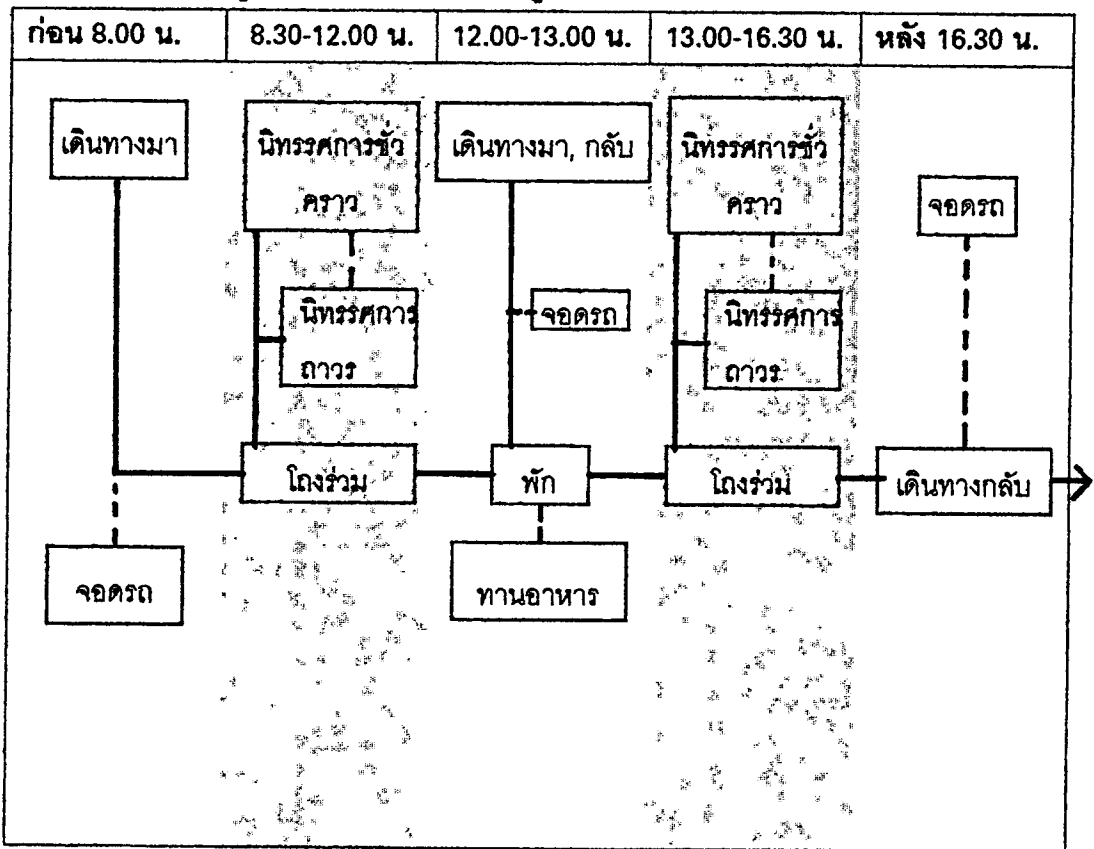 ก่อน 8.00 น.
8.30-12.00 น.
12.00-13.00 น.
13.00-16.30 น.
หลัง 16.30 น.
เดินทางมา
นิทรรศการชั่ว
คราว
เดินทางมา, กลับ
นิทรรศการชั่ว
คราว
จอดรถ
นิทรรศการ
ถาวร
จอดรถ
นิทรรศการ
ถาวร
โถงร่วม
พัก
โถงร่วม
เดินทางกลับ
จอดรถ
ทานอาหาร